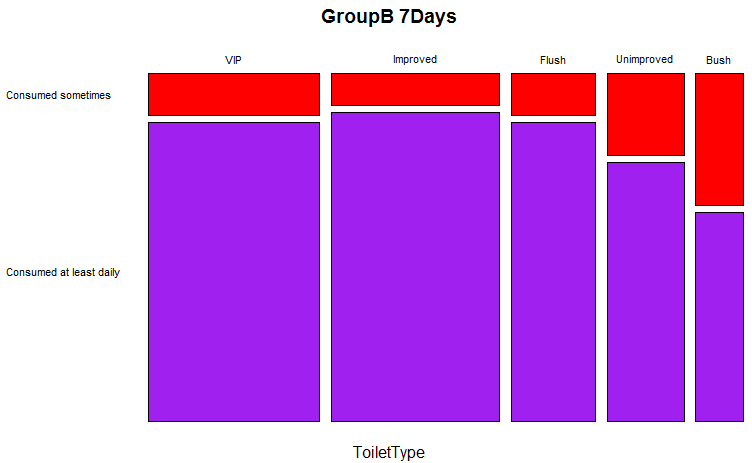 GroupB 7Days
VIP Improved Flush Unimproved Bush
Consumed sometimes
Consumed at least daily
ToiletType